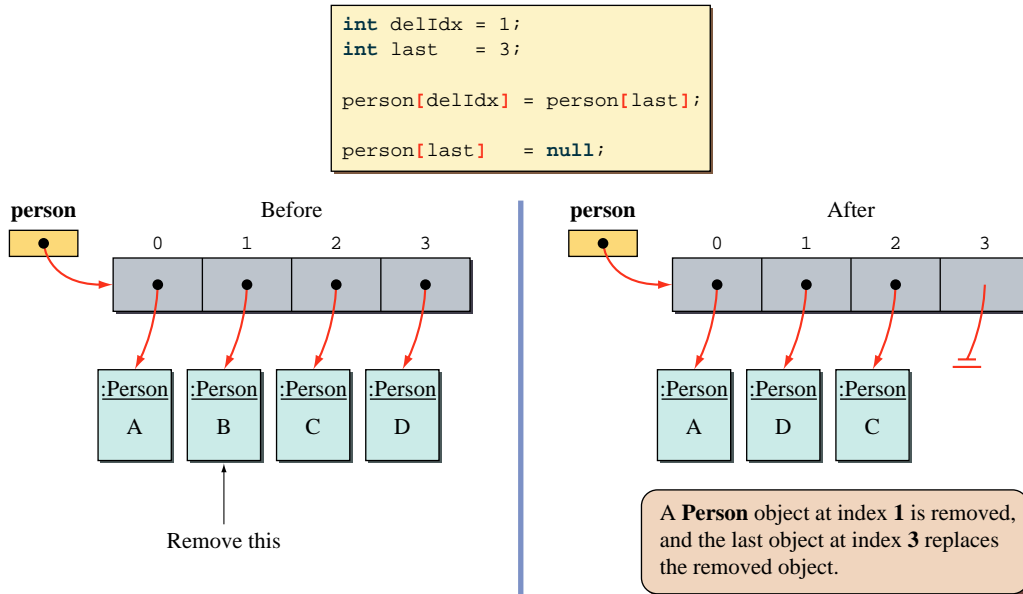 int delIdx = 1;
int last   = 3;
person[delIdx] = person[last];
person[last]   = null;
person
Before
0 1 2 3
:Person :Person :Person :Person
A B C D
Remove this
person
After
0 1 2 3
:Person :Person :Person
A D C
A Person object at index 1 is removed,
and the last object at index 3 replaces
the removed object.